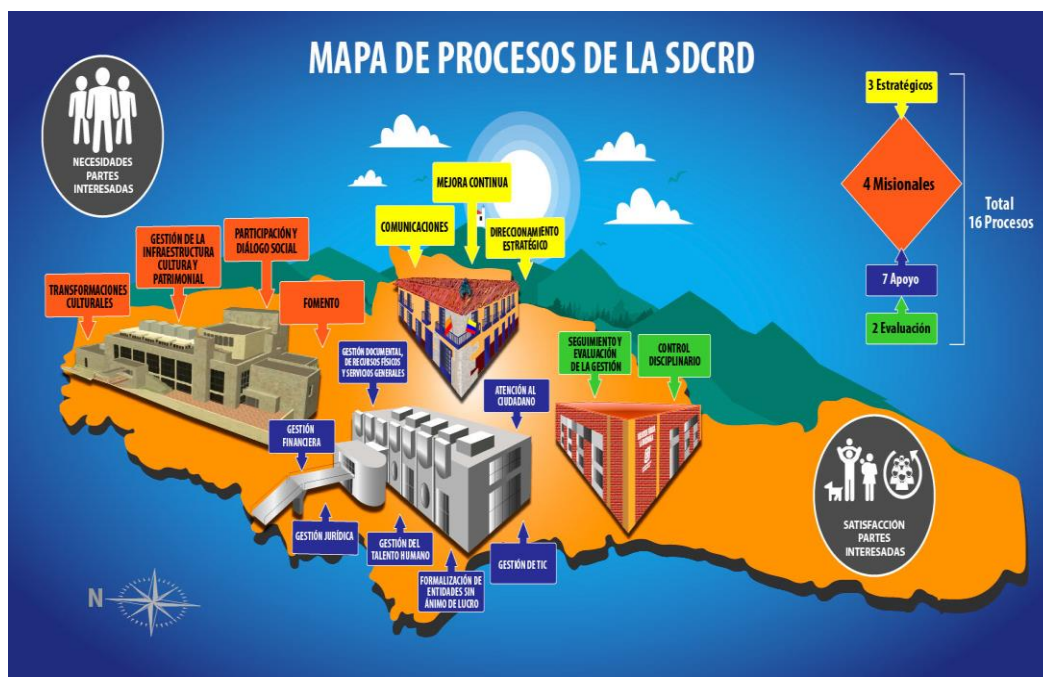 MAPA DE PROCESOS DE LA SDCRD
NECESIDADES
PARTES
INTERESADAS
3 Estratégicos
4 Misionales
Total
16 Procesos
7 Apoyo
2 Evaluación
MEJORA CONTINUA
COMUNICACIONES
DIRECCIONAMIENTO
ESTRATÉGICO
PARTICIPACIÓN Y
DIÁLOGO SOCIAL
GESTIÓN DE LA
INFRAESTRUCTURA
CULTURA Y
PATRIMONIAL
TRANSFORMACIONES
CULTURALES
FOMENTO
GESTIÓN DOCUMENTAL,
DE RECURSOS FÍSICOS
Y SERVICIOS GENERALES
SEGUIMIENTO Y
EVALUACIÓN
DE LA GESTIÓN
CONTROL
DISCIPLINARIO
ATENCIÓN AL
CIUDADANO
GESTIÓN
FINANCIERA
GESTIÓN JURÍDICA
GESTIÓN DEL
TALENTO HUMANO
FORMALIZACIÓN DE
ENTIDADES SIN
ÁNIMO DE LUCRO
GESTIÓN DE TIC
SATISFACCIÓN
PARTES
INTERESADAS
N